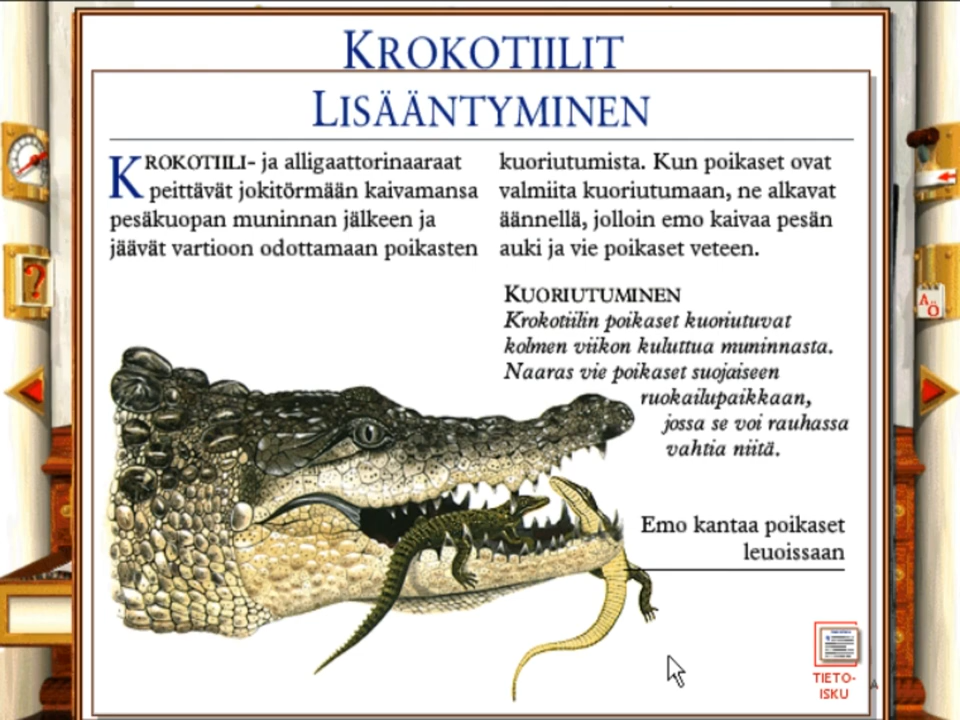 KROKOTIILIT
LISÄÄNTYMINEN
KROKOTIILI- ja alligaattorinaaraat
peittävät jokitörmään kaivamansa
pesäkuopan muninnan jälkeen ja
jäävät vartioon odottamaan poikasten
kuoriutumista. Kun poikaset ovat
valmiita kuoriutumaan, ne alkavat
äännellä, jolloin emo kaivaa pesän
auki ja vie poikaset veteen.
KUORIUTUMINEN
Krokotiilin poikaset kuoriutuvat
kolmen viikon kuluttua muninnasta.
Naaras vie poikaset suojaiseen
ruokailupaikkaan,
jossa se voi rauhassa
vahtia niitä.
Emo kantaa poikaset
leuoissaan
TIETO-
ISKU
A
?
A
Ö